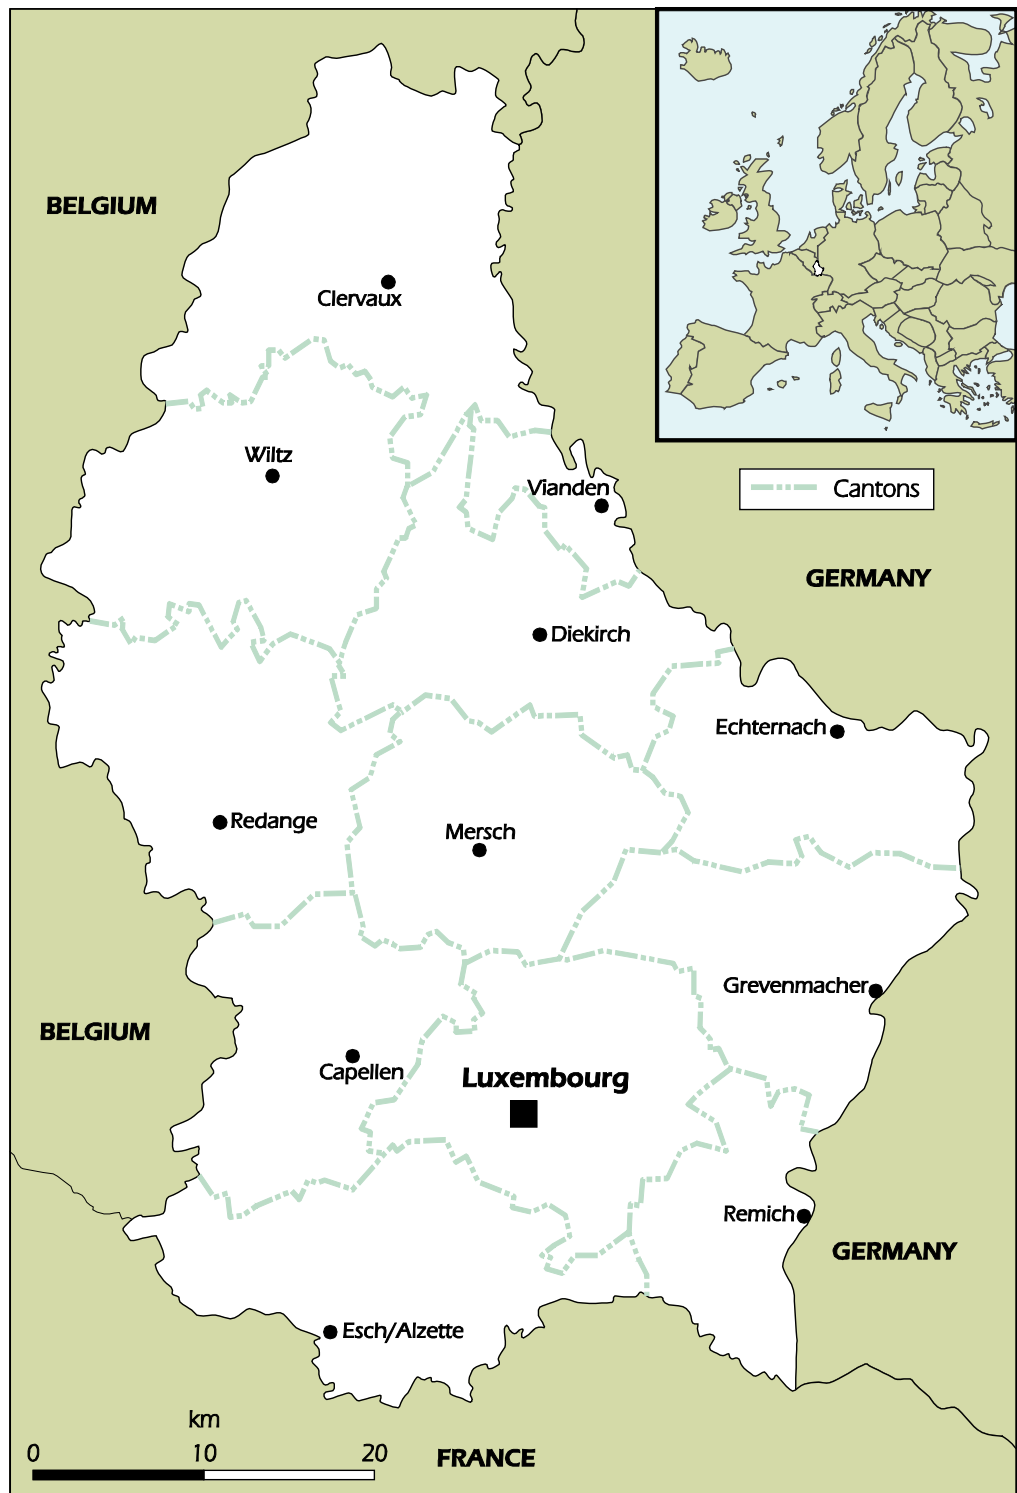 BELGIUM
Clervaux
Wiltz
Vianden
Cantons
GERMANY
Diekirch
Echternach
Redange
Mersch
Grevenmacher
BELGIUM
Capellen
Luxembourg
Remich
GERMANY
Esch/Alzette
km
0 10 20
FRANCE